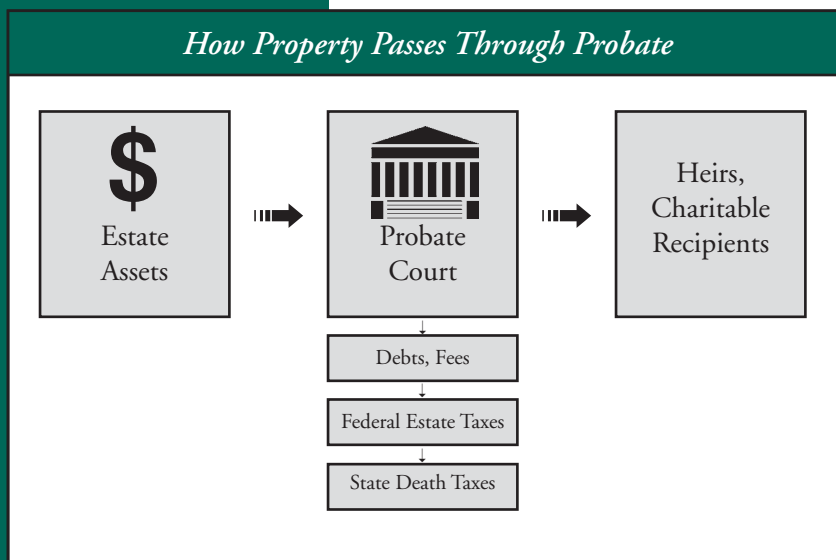 How Property Passes Through Probate
$
Estate
Assets
Probate
Court
Heirs,
Charitable
Recipients
Debts, Fees
Federal Estate Taxes
State Death Taxes